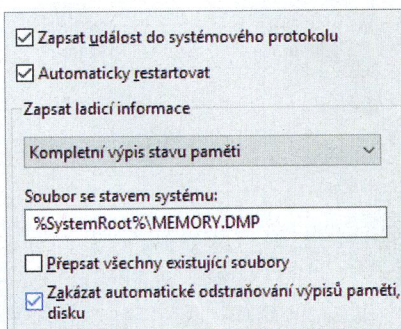 Zapsat událost do systémového protokolu
Automaticky restartovat
Zapsat ladicí informace
Kompletní výpis stavu paměti
Soubor se stavem systému:
%SystemRoot%\MEMORY.DMP
Přepsat všechny existující soubory
Zakázat automatické odstraňování výpisů paměti,
disku